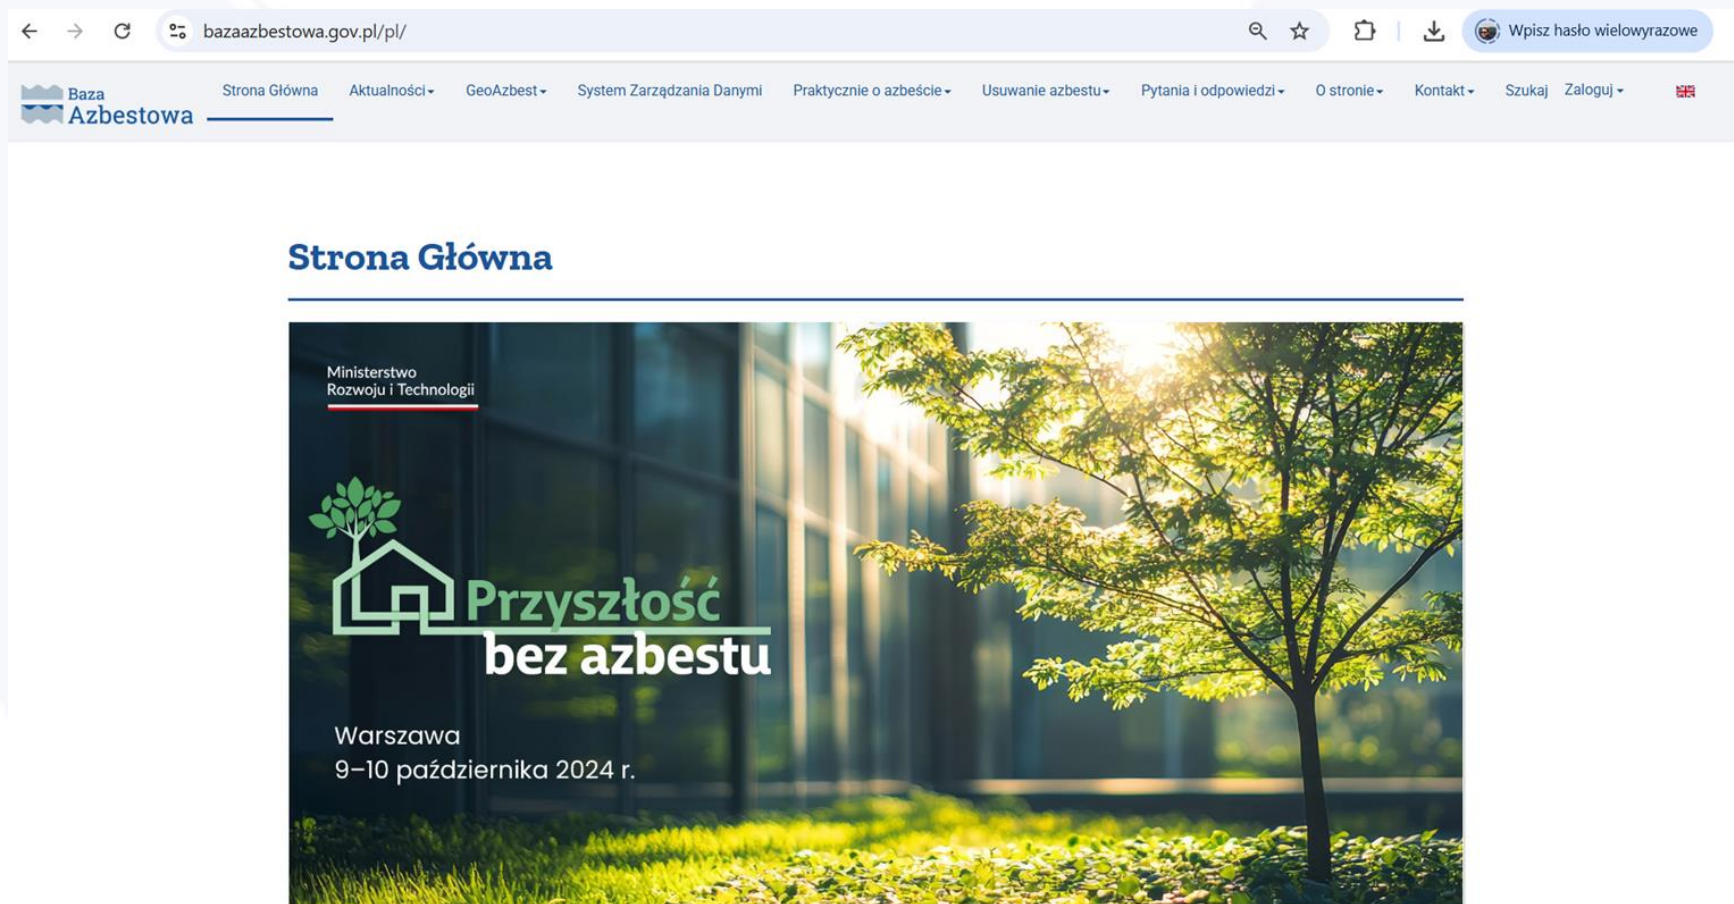 bazaazbestowa.gov.pl/pl/
Wpisz hasło wielowyrazowe
Baza
Azbestowa
Strona Główna
Aktualności
GeoAzbest
System Zarządzania Danymi
Praktycznie o azbeście
Usuwanie azbestu
Pytania i odpowiedzi
O stronie
Kontakt
Szukaj
Zaloguj
Strona Główna
Ministerstwo
Rozwoju i Technologii
Przyszłość
bez azbestu
Warszawa
9–10 października 2024 r.